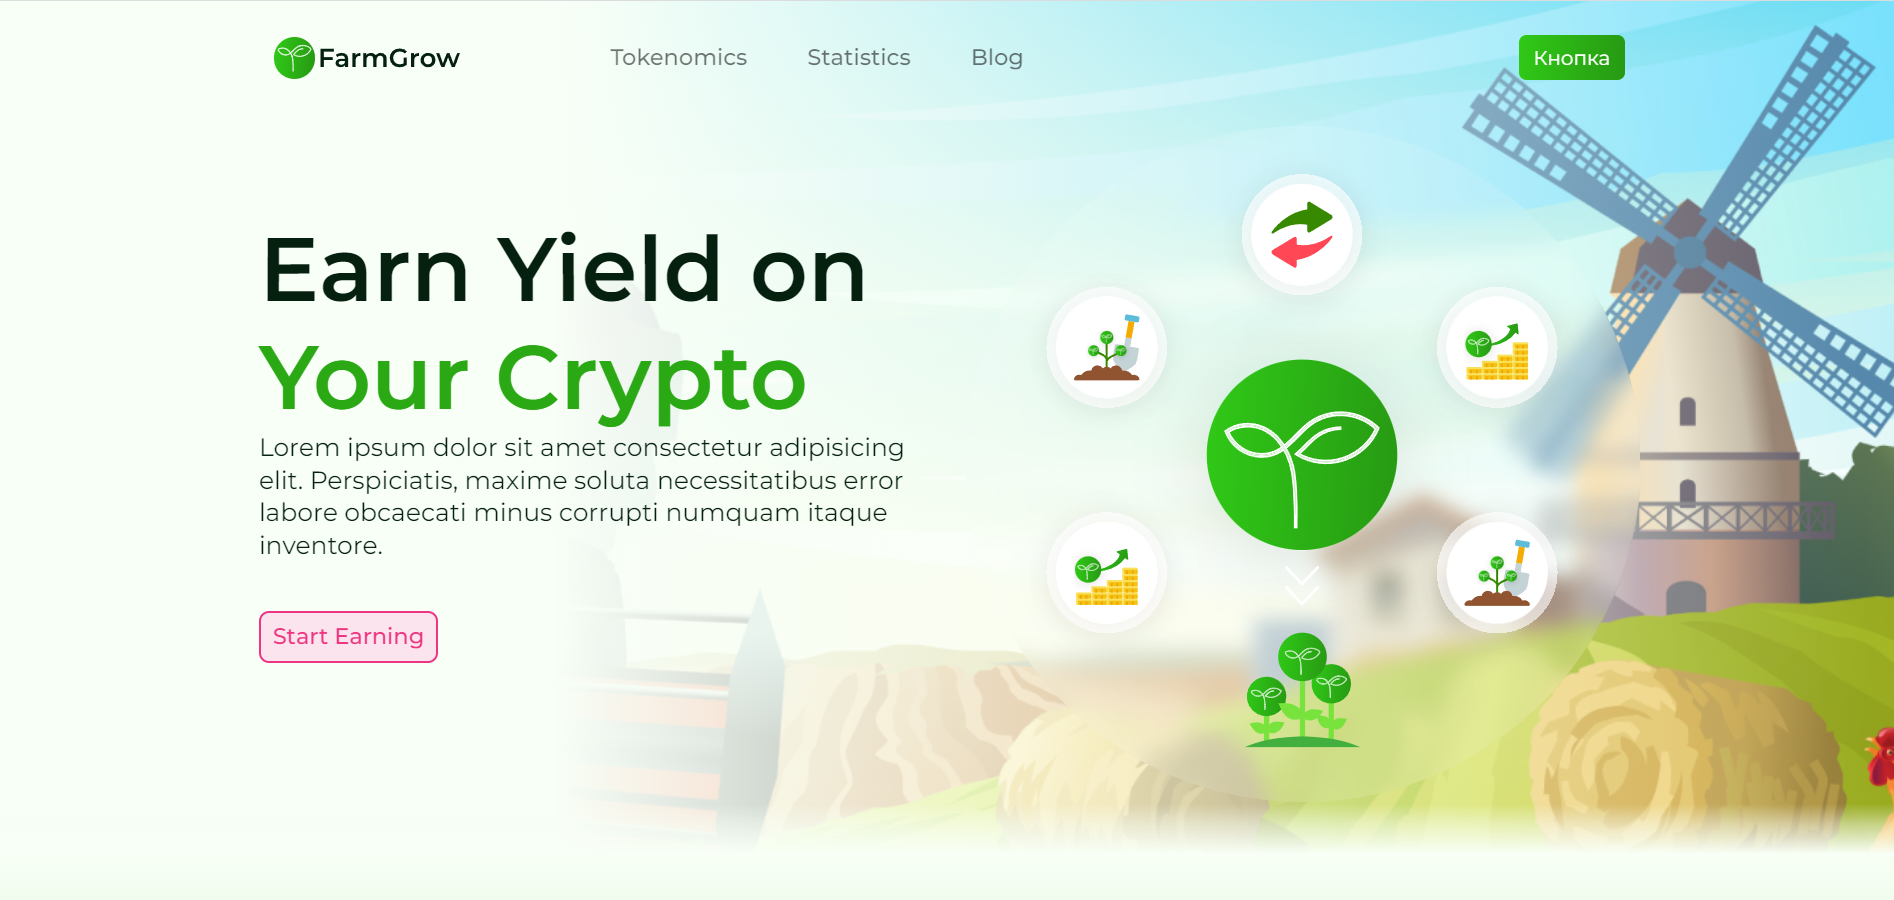 FarmGrow
Tokenomics
Statistics
Blog
Кнопка
Earn Yield on
Your Crypto
Lorem ipsum dolor sit amet consectetur adipisicing
elit. Perspiciatis, maxime soluta necessitatibus error
labore obcaecati minus corrupti numquam itaque
inventore.
Start Earning